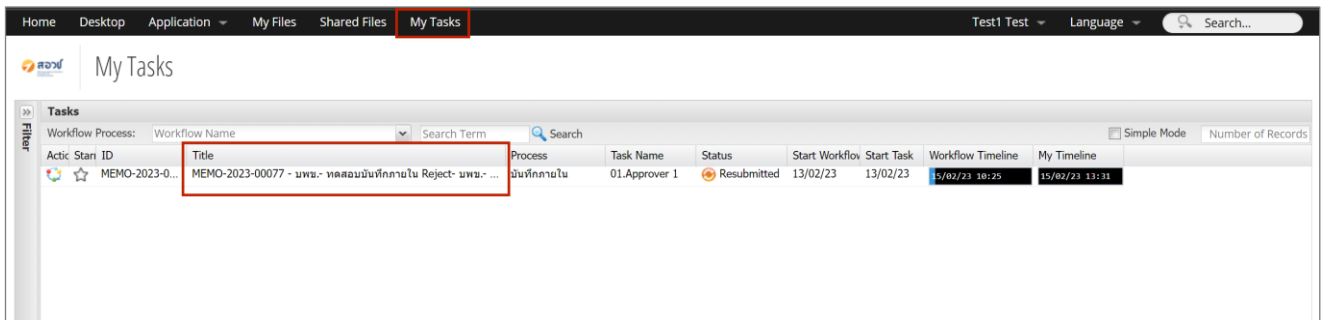 Home Desktop Application My Files Shared Files My Tasks Test1 Test Language Search...
สอวช My Tasks
Tasks
Filter
Workflow Process: Workflow Name Search Term Search Simple Mode Number of Records
Actic Starr ID Title Process Task Name Status Start Workflov Start Task Workflow Timeline My Timeline
MEMO-2023-0... MEMO-2023-00077 - บพข.- ทดสอบบันทึกภายใน Reject- บพข.- ... บันทึกภายใน 01.Approver 1 Resubmitted 13/02/23 13/02/23 15/02/23 10:25 15/02/23 13:31